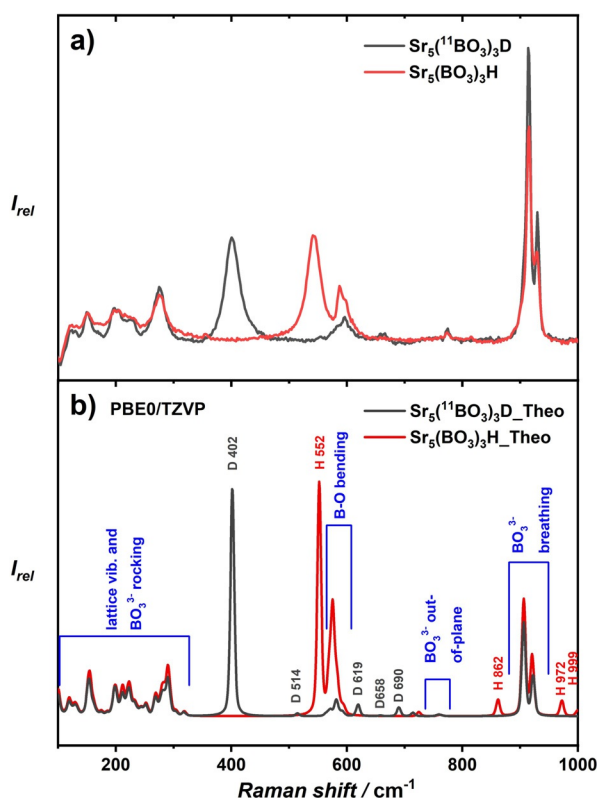 a)
Sr₅(¹¹BO₃)₃D
Sr₅(BO₃)₃H
I_rel
b)
PBE0/TZVP
Sr₅(¹¹BO₃)₃D_Theo
Sr₅(BO₃)₃H_Theo
I_rel
lattice vib. and
BO₃³⁻ rocking
D 402
D 514
H 552
B-O bending
D 619
D658
D 690
BO₃³⁻ out-
of-plane
H 862
BO₃³⁻
breathing
H 972
H 999
200
400
600
800
1000
Raman shift / cm⁻¹